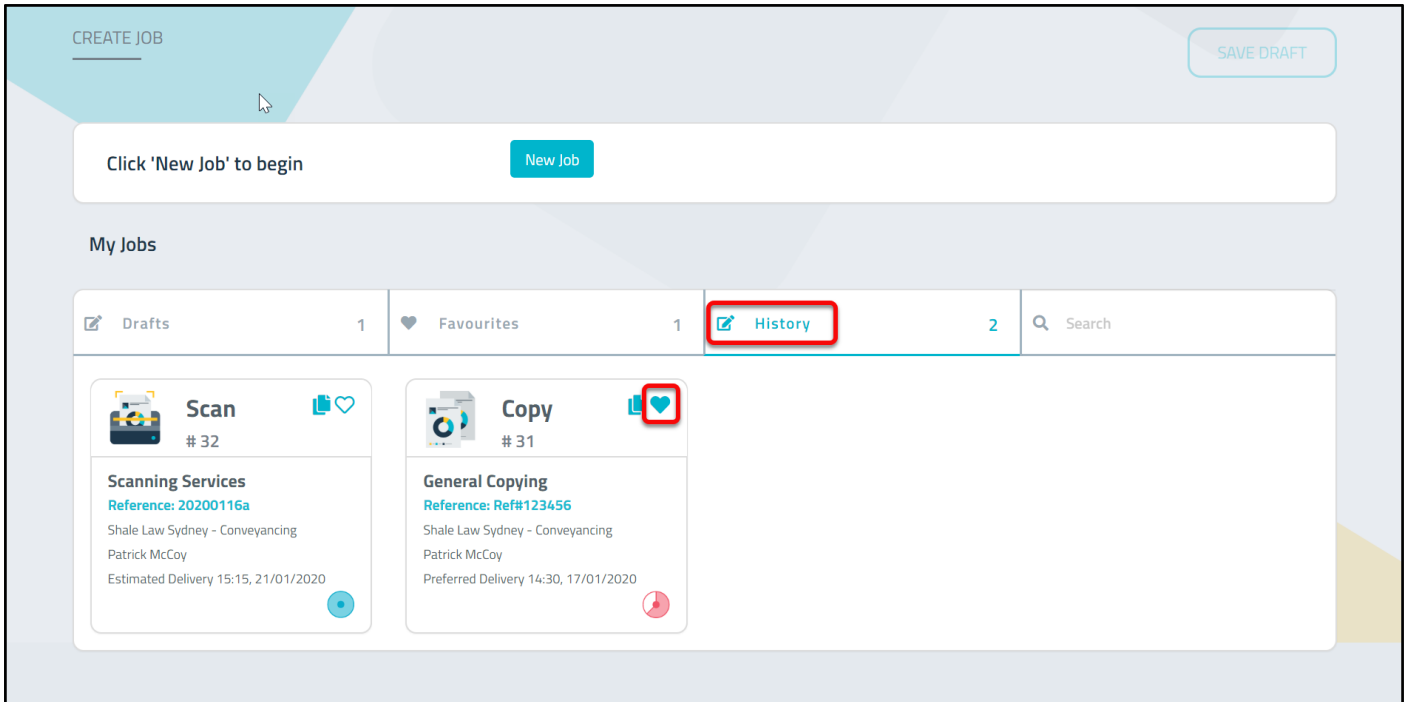 CREATE JOB
SAVE DRAFT
Click 'New Job' to begin
New Job
My Jobs
Drafts 1
Favourites 1
History 2
Search
Scan
# 32
Scanning Services
Reference: 20200116a
Shale Law Sydney - Conveyancing
Patrick McCoy
Estimated Delivery 15:15, 21/01/2020
Copy
# 31
General Copying
Reference: Ref#123456
Shale Law Sydney - Conveyancing
Patrick McCoy
Preferred Delivery 14:30, 17/01/2020